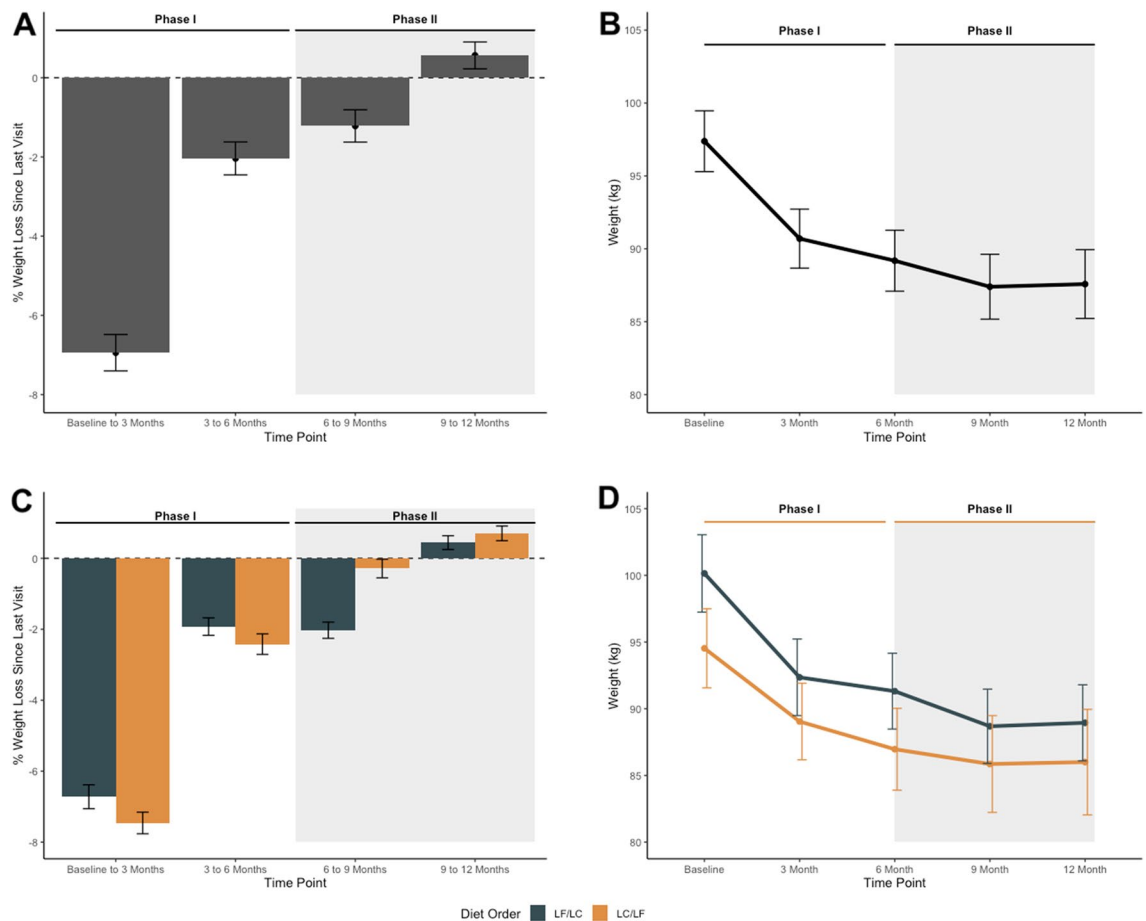 A
Phase I
Phase II
% Weight Loss Since Last Visit
0
-2
-4
-6
-8
Baseline to 3 Months
3 to 6 Months
6 to 9 Months
9 to 12 Months
Time Point
B
Phase I
Phase II
Weight (kg)
105
100
95
90
85
80
Baseline
3 Month
6 Month
9 Month
12 Month
Time Point
C
Phase I
Phase II
% Weight Loss Since Last Visit
0
-2
-4
-6
-8
Baseline to 3 Months
3 to 6 Months
6 to 9 Months
9 to 12 Months
Time Point
D
Phase I
Phase II
Weight (kg)
105
100
95
90
85
80
Baseline
3 Month
6 Month
9 Month
12 Month
Time Point
Diet Order LF/LC LC/LF